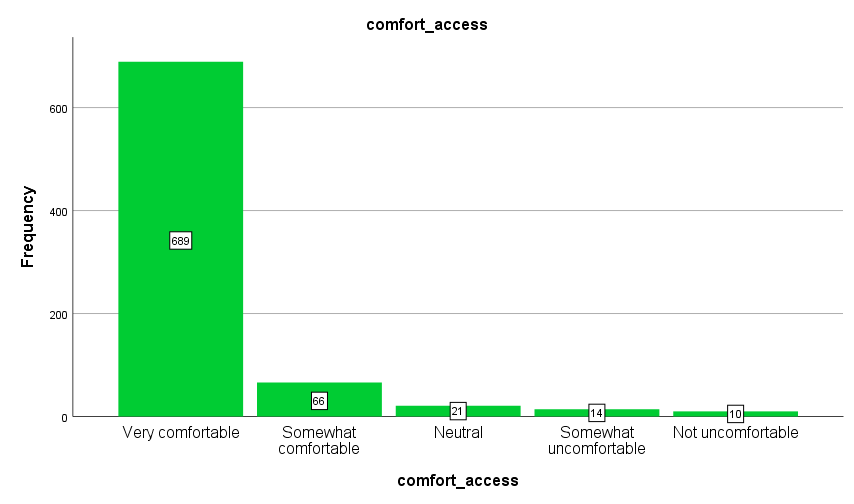 comfort_access
Frequency
600
400
200
0
689
66
21
14
10
Very comfortable
Somewhat
comfortable
Neutral
Somewhat
uncomfortable
Not uncomfortable
comfort_access